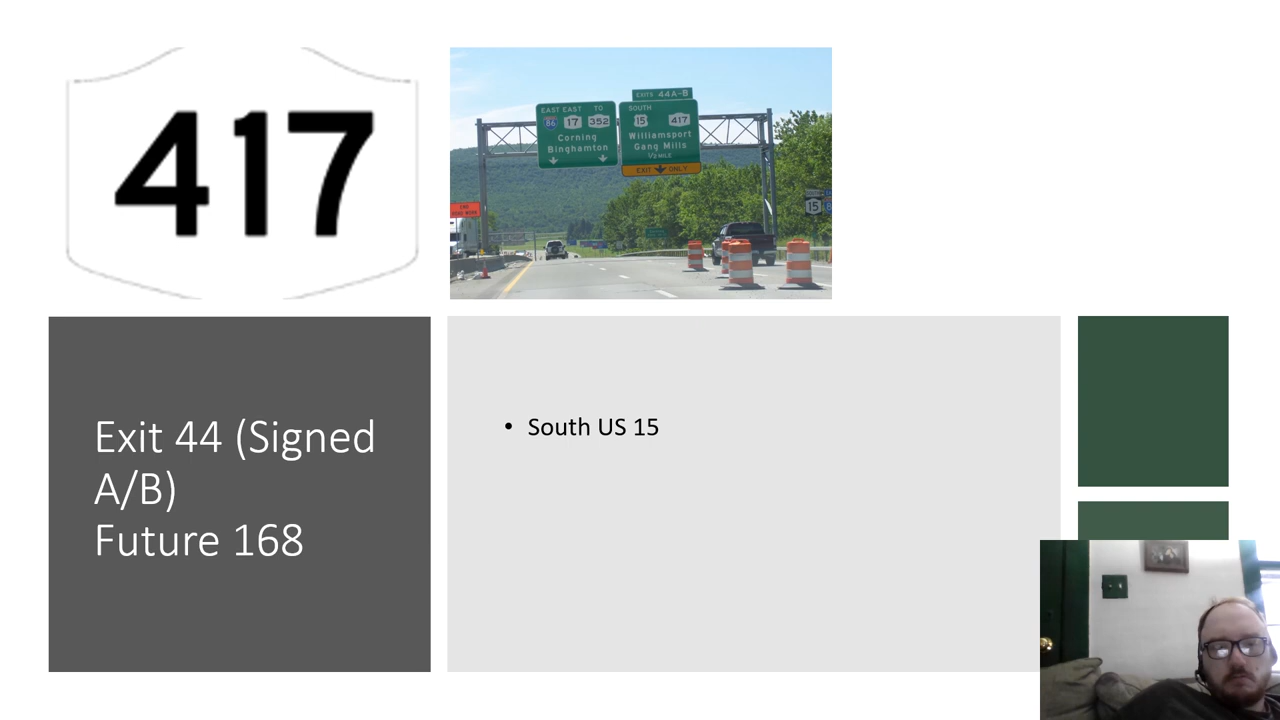 417
EXITS 44A-B
EAST EAST TO
86 17 352
Corning
Binghamton
SOUTH
15 417
Williamsport
Gang Mills
1/2 MILE
EXIT ONLY
15
Exit 44 (Signed
A/B)
Future 168
• South US 15